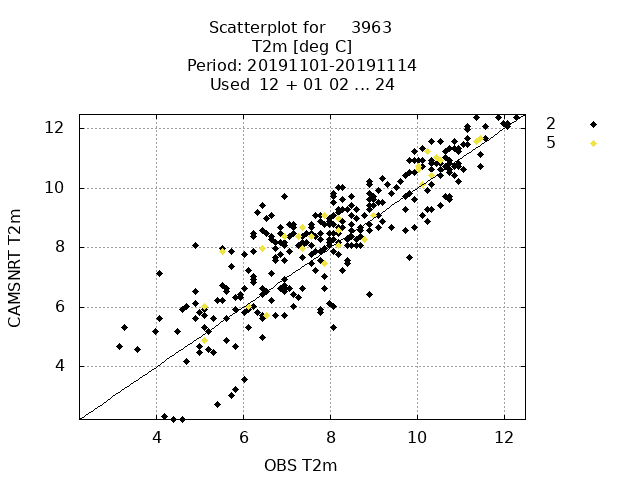 Scatterplot for 3963
T2m [deg C]
Period: 20191101-20191114
Used 12 + 01 02 ... 24
2
5
12
10
8
6
4
CAMSNRT T2m
4 6 8 10 12
OBS T2m